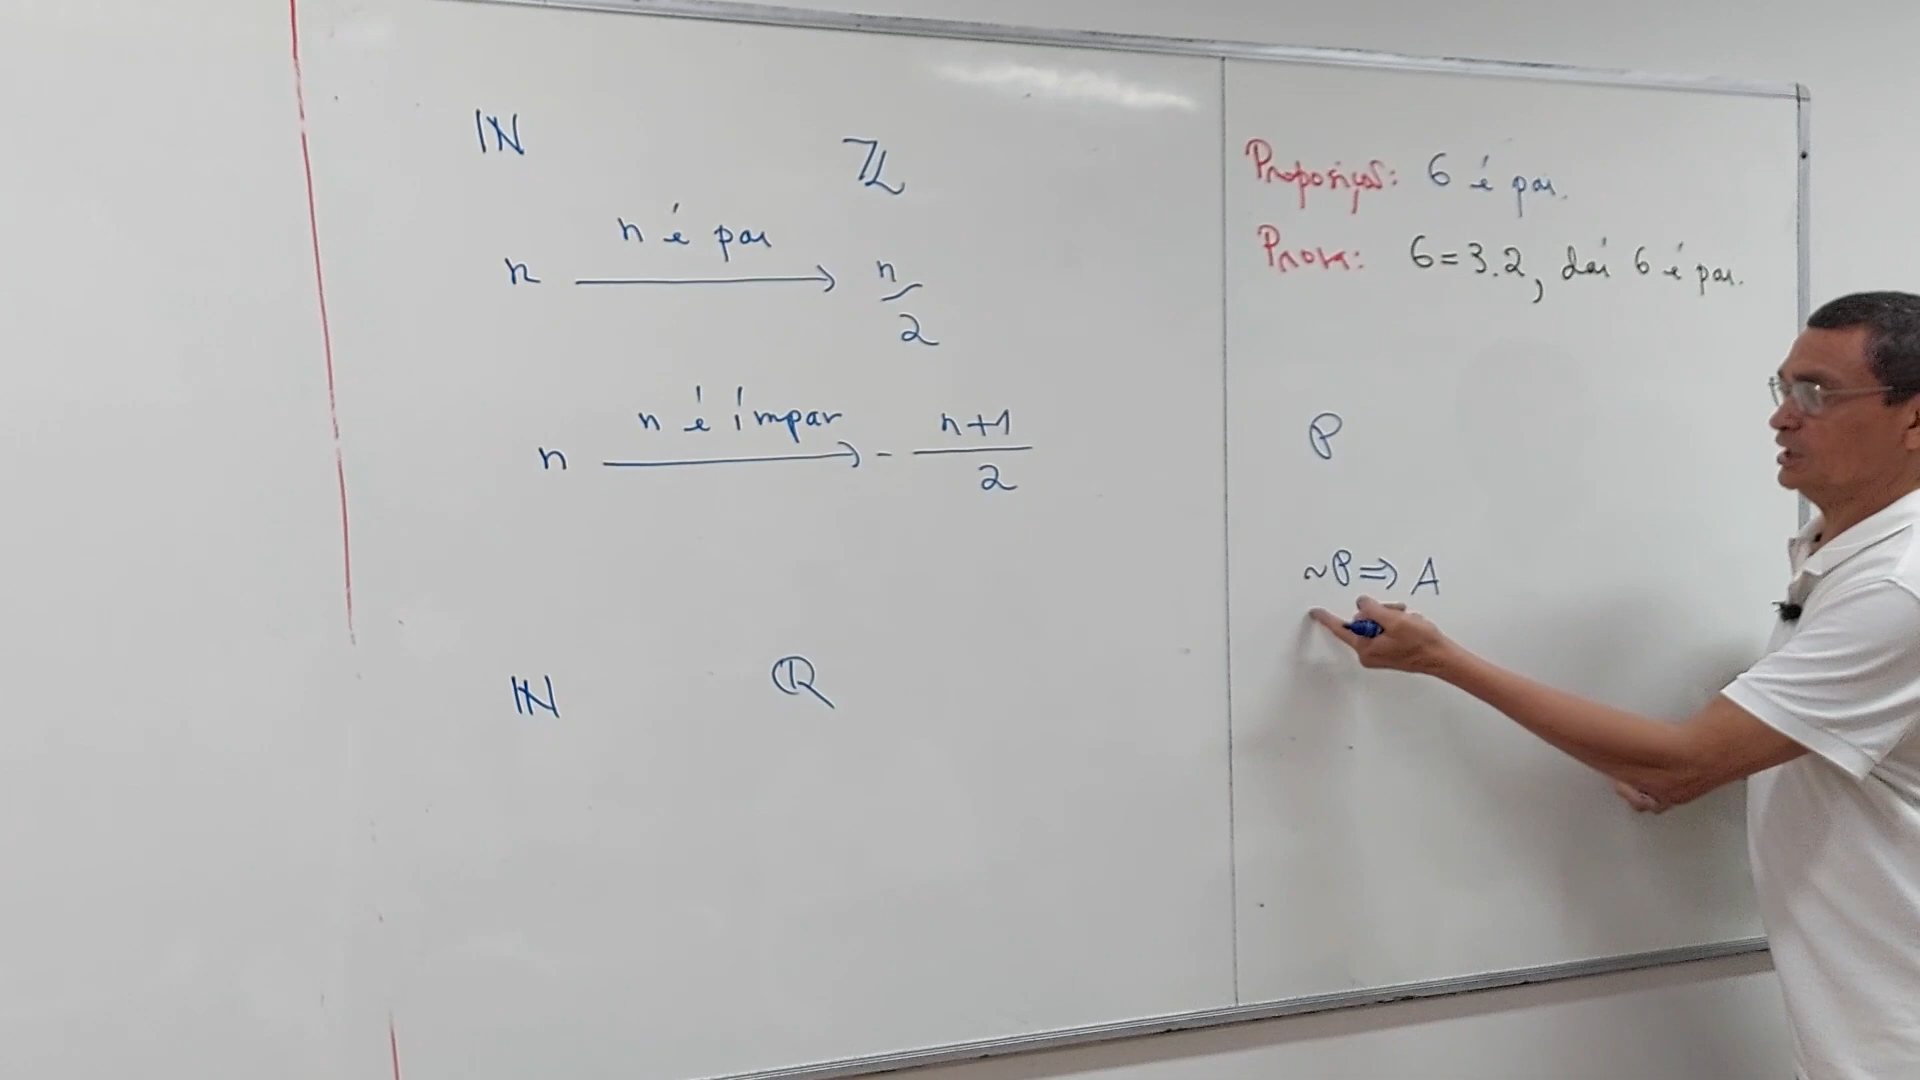 ℕ
ℤ
n é par
n ⟶ n/2
n é ímpar
n ⟶ - n+1/2
ℕ ℚ
Proposição: 6 é par.
Prova: 6=3.2, daí 6 é par.
P
~P⇒A